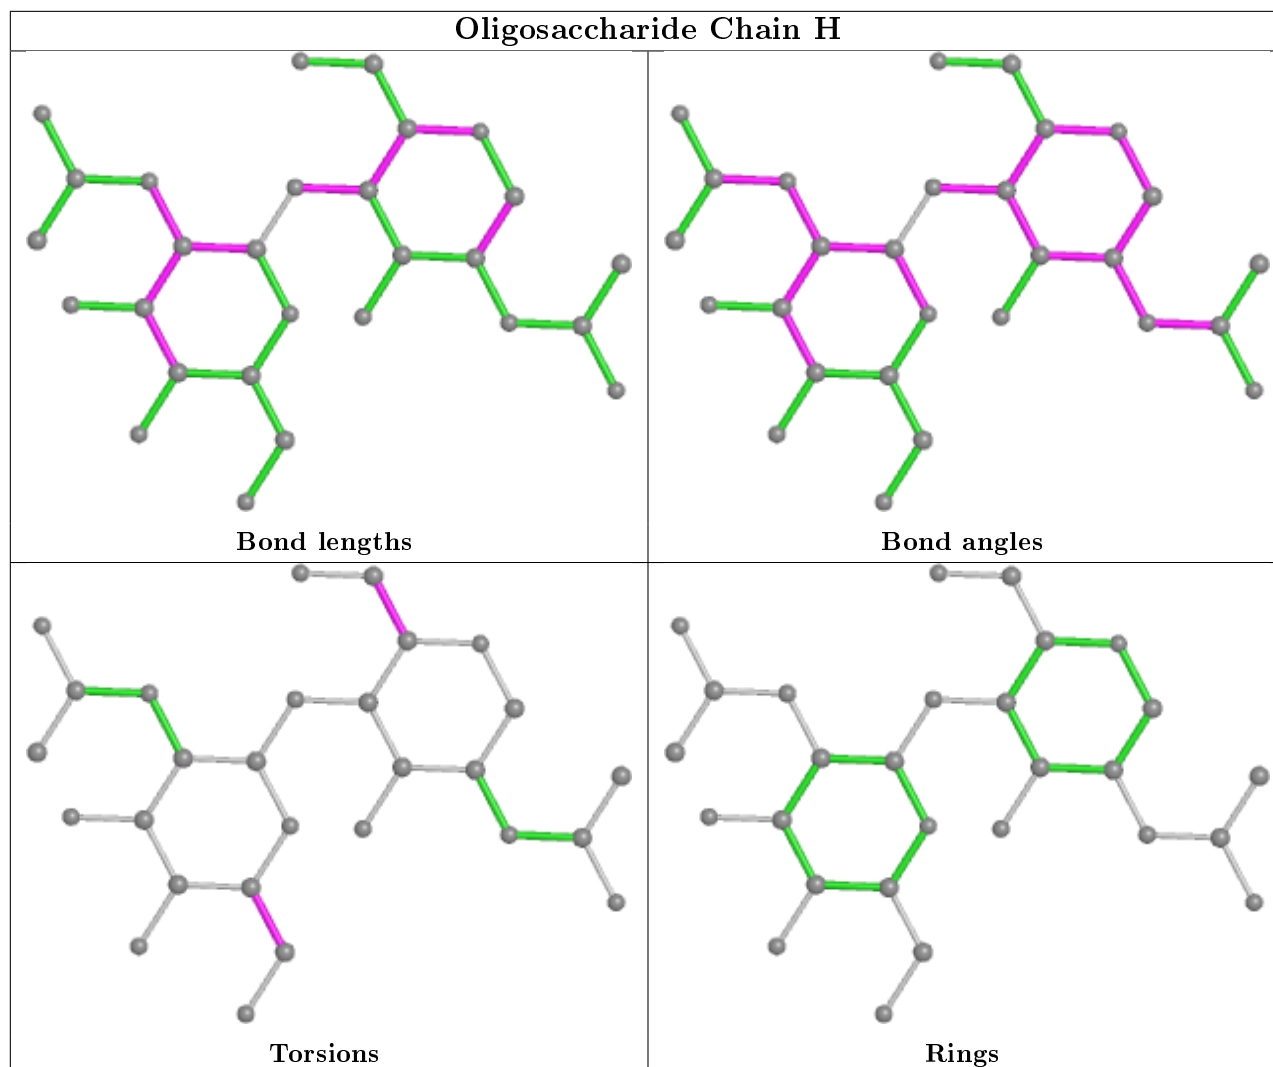 Oligosaccharide Chain H
Bond lengths
Bond angles
Torsions
Rings